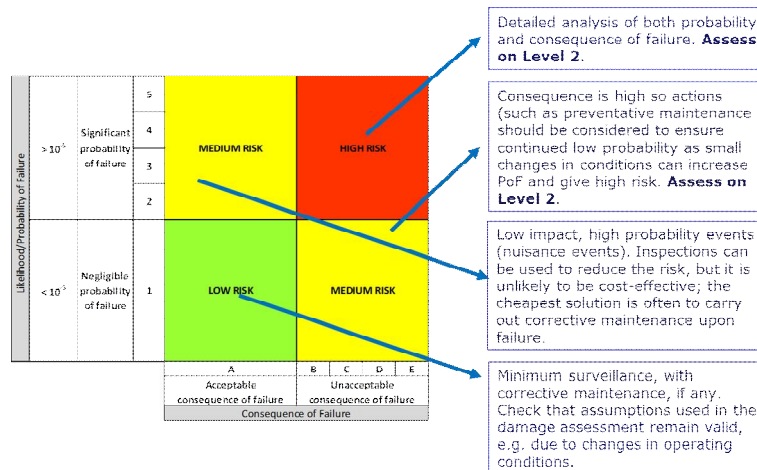 Detailed analysis of both probability
and consequence of failure. Assess
on Level 2.
Consequence is high so actions
(such as preventative maintenance
should be considered to ensure
continued low probability as small
changes in conditions can increase
PoF and give high risk. Assess on
Level 2.
Low impact, high probability events
(nuisance events). Inspections can
be used to reduce the risk, but it is
unlikely to be cost-effective; the
cheapest solution is often to carry
out corrective maintenance upon
failure.
Minimum surveillance, with
corrective maintenance, if any.
Check that assumptions used in the
damage assessment remain valid,
e.g. due to changes in operating
conditions.
Likelihood/Probability of Failure
> 10⁻⁵
Significant
probability
of failure
5
4
3
2
MEDIUM RISK
HIGH RISK
< 10⁻⁵
Negligible
probability
of failure
1
LOW RISK
MEDIUM RISK
A
B
C
D
E
Acceptable
consequence of failure
Unacceptable
consequence of failure
Consequence of Failure